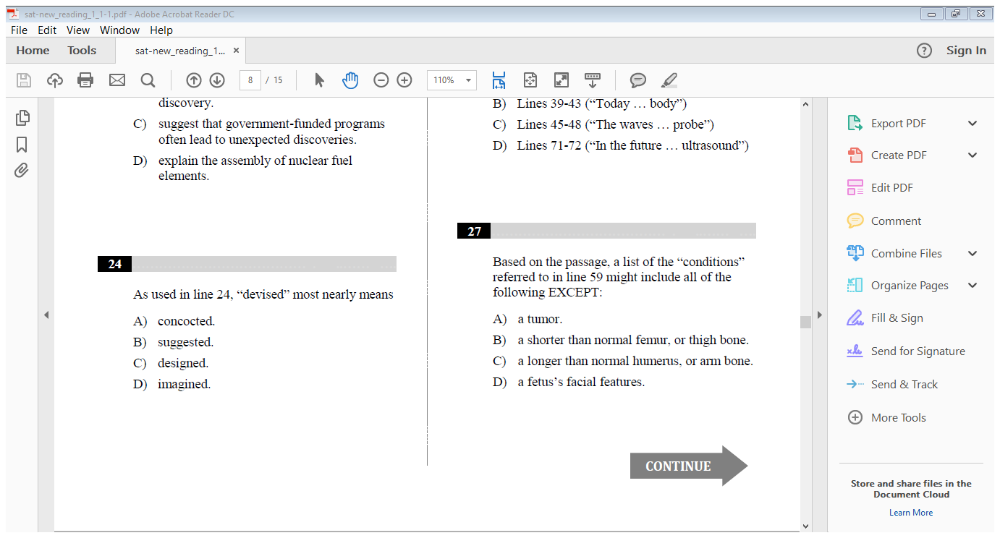 sat-new_reading_1_1-1.pdf - Adobe Acrobat Reader DC
File Edit View Window Help
Home Tools sat-new_reading_1... × ? Sign In
8 / 15 110%
discovery.
C) suggest that government-funded programs
often lead to unexpected discoveries.
D) explain the assembly of nuclear fuel
elements.
24
As used in line 24, “devised” most nearly means
A) concocted.
B) suggested.
C) designed.
D) imagined.
B) Lines 39-43 (“Today … body”)
C) Lines 45-48 (“The waves … probe”)
D) Lines 71-72 (“In the future … ultrasound”)
27
Based on the passage, a list of the “conditions”
referred to in line 59 might include all of the
following EXCEPT:
A) a tumor.
B) a shorter than normal femur, or thigh bone.
C) a longer than normal humerus, or arm bone.
D) a fetus’s facial features.
CONTINUE
Export PDF
Create PDF
Edit PDF
Comment
Combine Files
Organize Pages
Fill & Sign
Send for Signature
Send & Track
More Tools
Store and share files in the
Document Cloud
Learn More